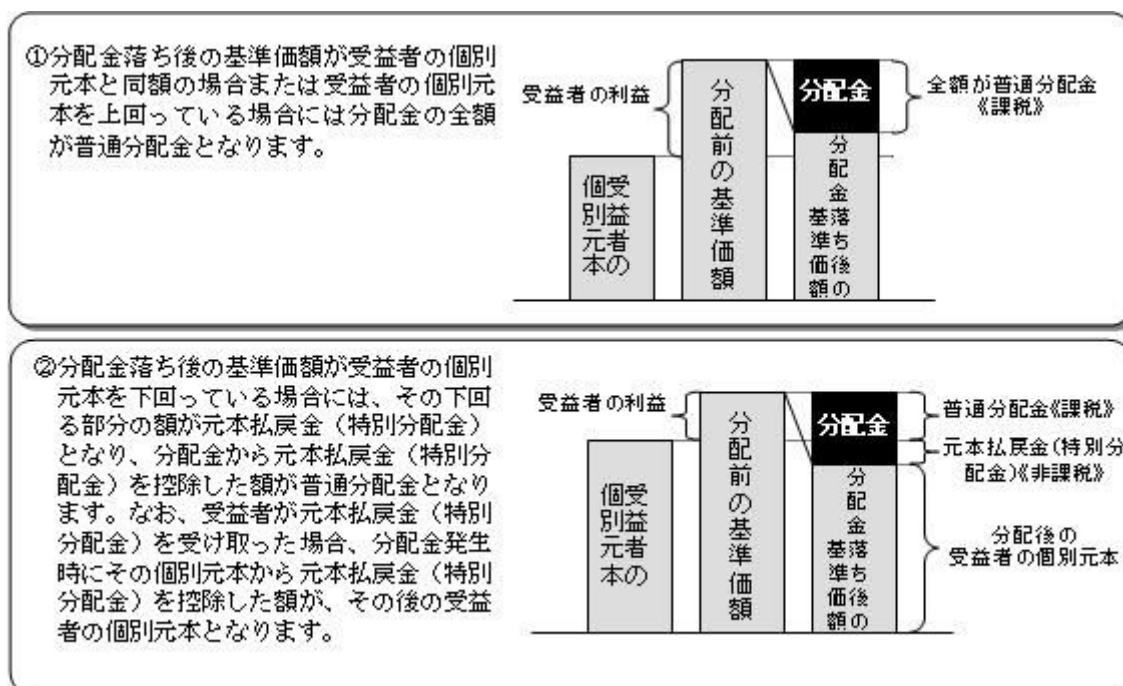 ①分配金落ち後の基準価額が受益者の個別
元本と同額の場合または受益者の個別元
本を上回っている場合には分配金の全額
が普通分配金となります。
受益者の利益
受益者の
個別元本
分配前の基準価額
分配金
分配金落ち後の
基準価額
全額が普通分配金
《課税》
②分配金落ち後の基準価額が受益者の個別
元本を下回っている場合には、その下回
る部分の額が元本払戻金（特別分配金）
となり、分配金から元本払戻金（特別分
配金）を控除した額が普通分配金となり
ます。なお、受益者が元本払戻金（特別
分配金）を受け取った場合、分配金発生
時にその個別元本から元本払戻金（特別
分配金）を控除した額が、その後の受益
者の個別元本となります。
受益者の利益
受益者の
個別元本
分配前の基準価額
分配金
分配金落ち後の
基準価額
普通分配金《課税》
元本払戻金(特別分
配金)《非課税》
分配後の
受益者の個別元本